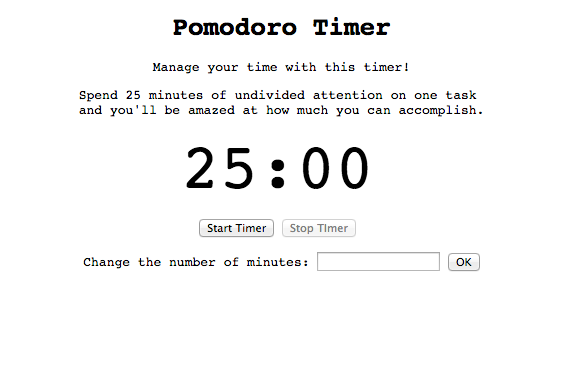 Pomodoro Timer
Manage your time with this timer!
Spend 25 minutes of undivided attention on one task
and you'll be amazed at how much you can accomplish.
25:00
Start Timer Stop TImer
Change the number of minutes: OK